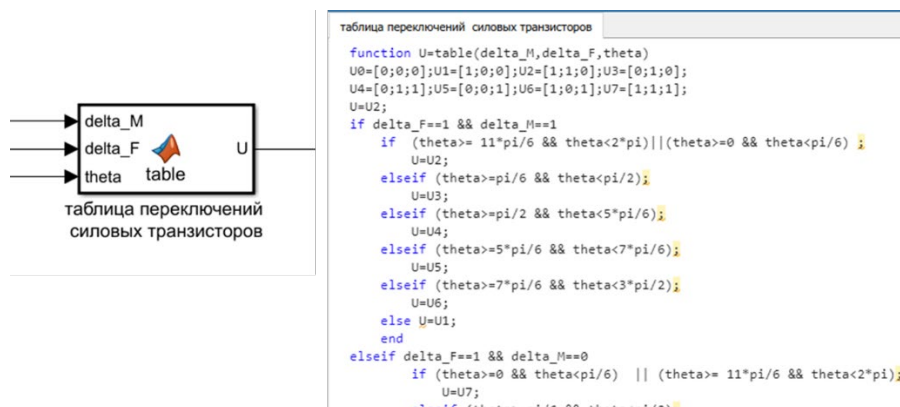 delta_M
delta_F
theta
U
table
таблица переключений
силовых транзисторов
таблица переключений силовых транзисторов
function U=table(delta_M,delta_F,theta)
U0=[0;0;0];U1=[1;0;0];U2=[1;1;0];U3=[0;1;0];
U4=[0;1;1];U5=[0;0;1];U6=[1;0;1];U7=[1;1;1];
U=U2;
if delta_F==1 && delta_M==1
if (theta>= 11*pi/6 && theta<2*pi)||(theta>=0 && theta<pi/6) ;
U=U2;
elseif (theta>=pi/6 && theta<pi/2);
U=U3;
elseif (theta>=pi/2 && theta<5*pi/6);
U=U4;
elseif (theta>=5*pi/6 && theta<7*pi/6);
U=U5;
elseif (theta>=7*pi/6 && theta<3*pi/2);
U=U6;
else U=U1;
end
elseif delta_F==1 && delta_M==0
if (theta>=0 && theta<pi/6) || (theta>= 11*pi/6 && theta<2*pi);
U=U7;